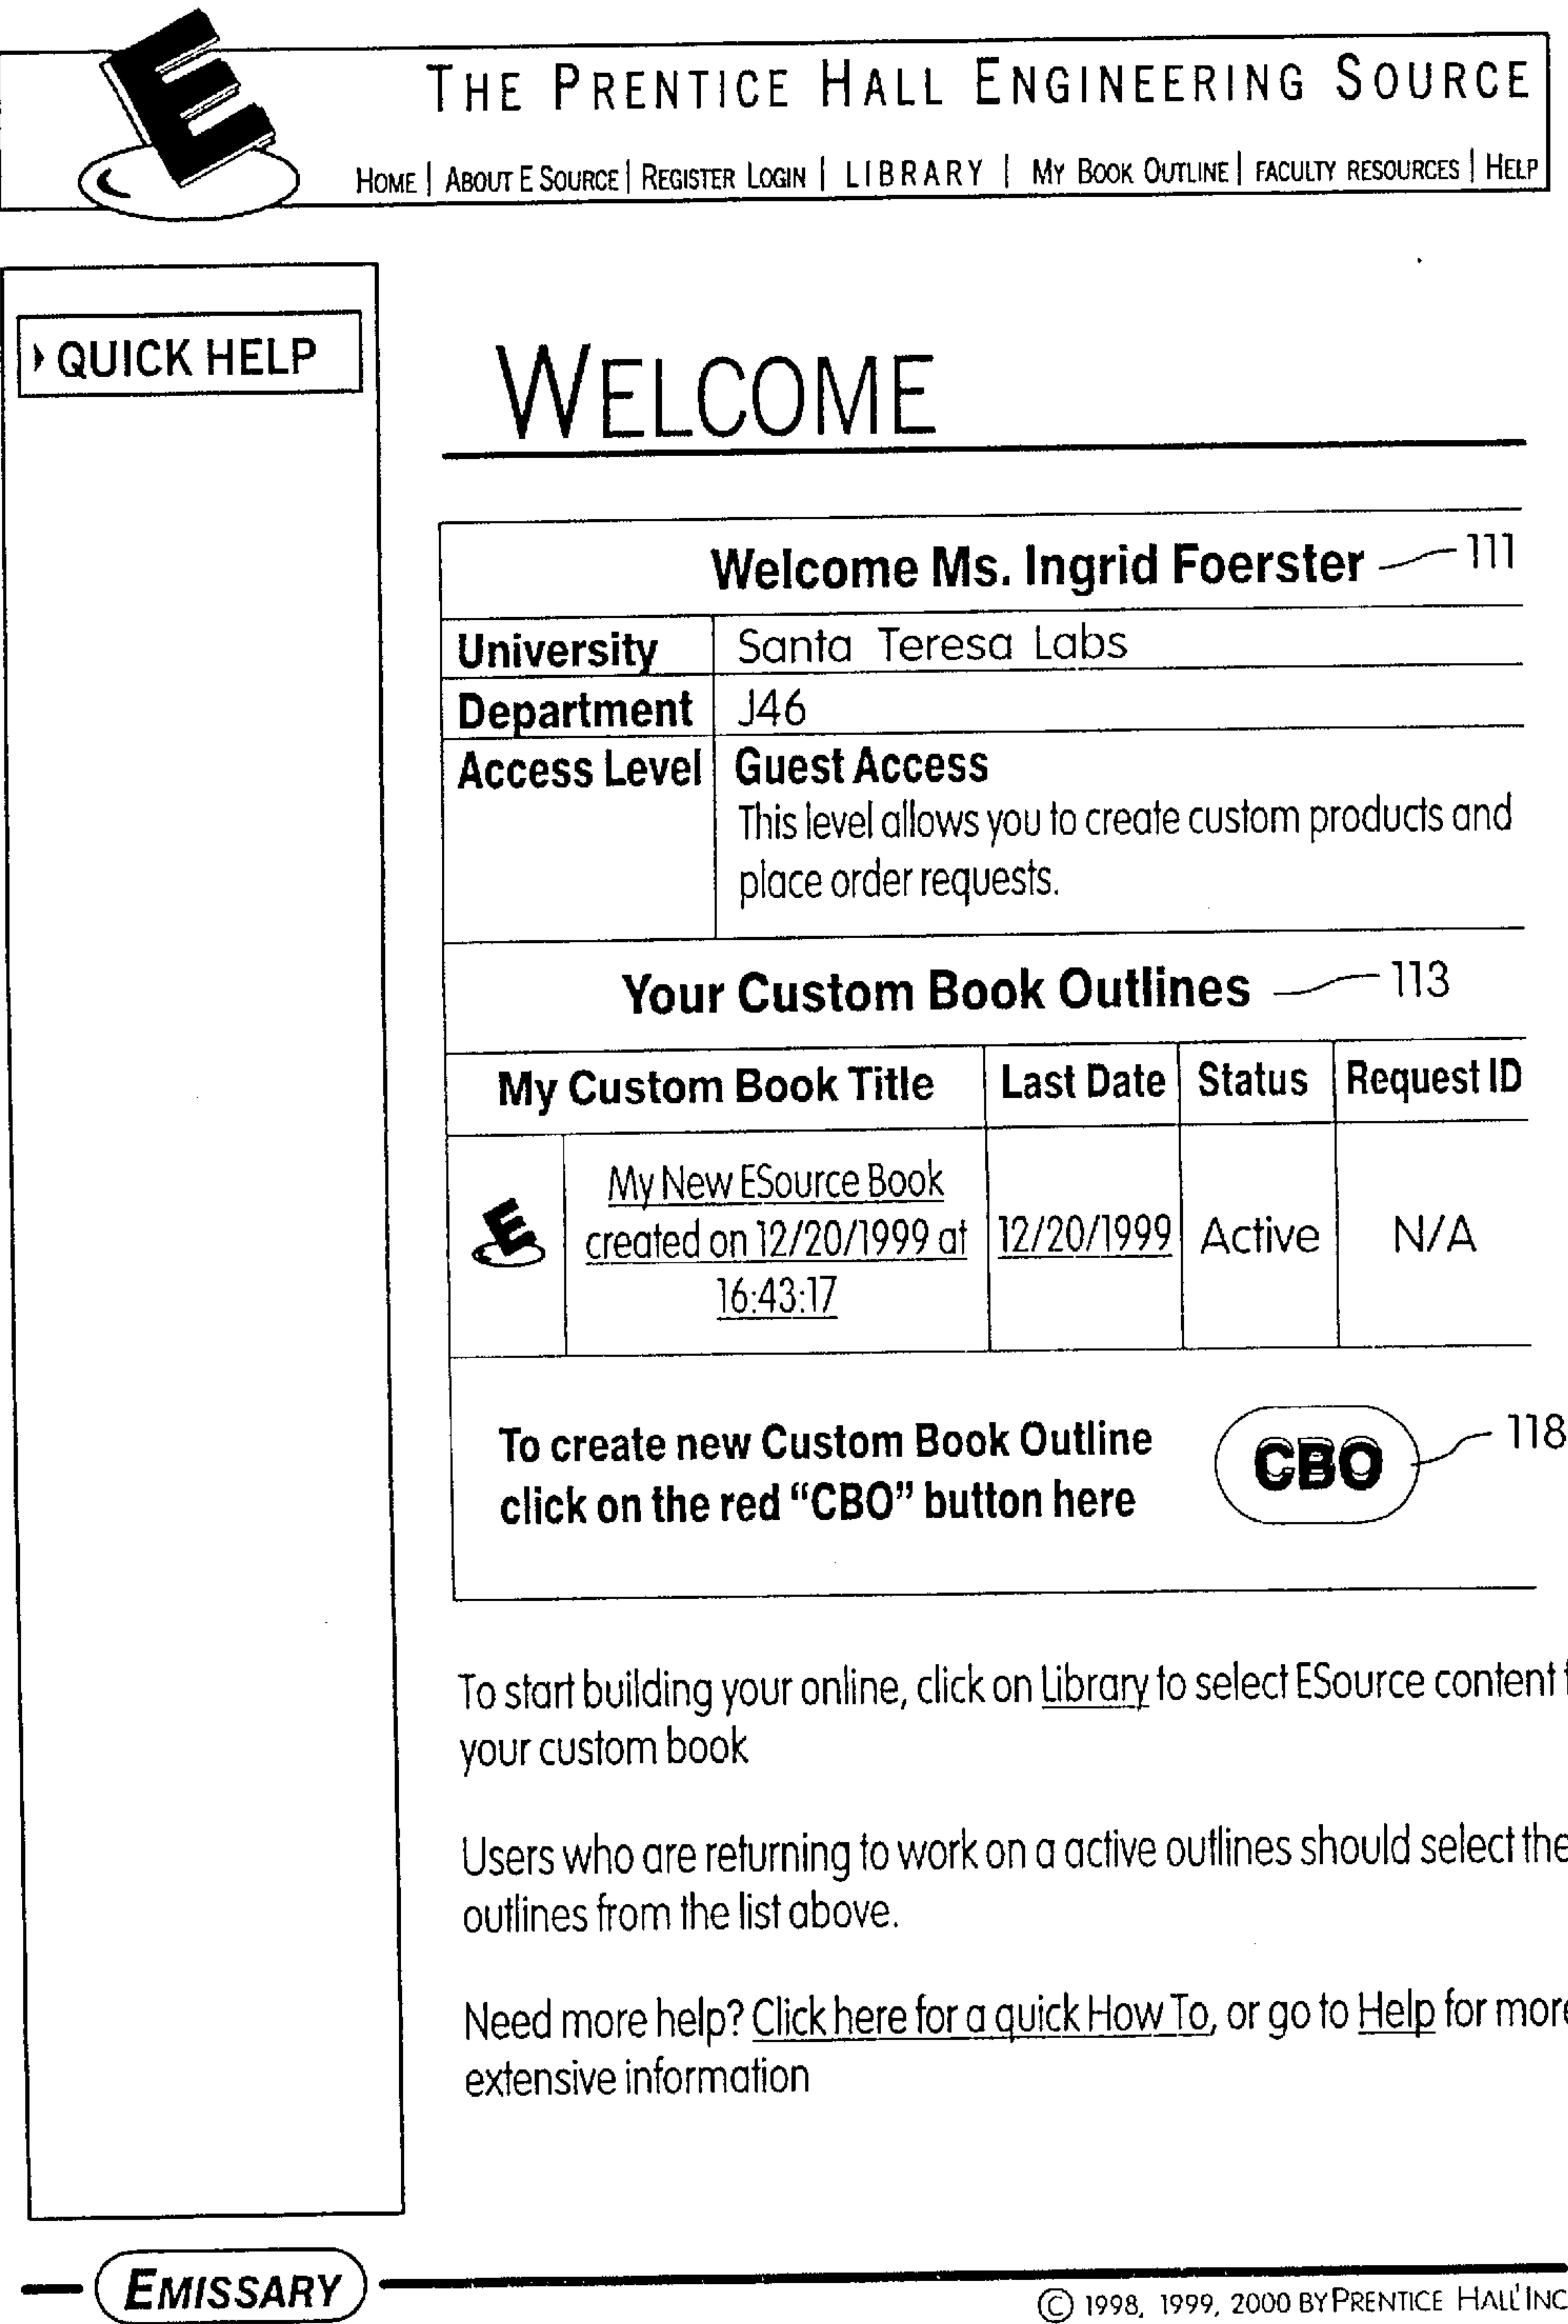 THE PRENTICE HALL ENGINEERING SOURCE
HOME | ABOUT E SOURCE | REGISTER LOGIN | LIBRARY | MY BOOK OUTLINE | FACULTY RESOURCES | HELP
QUICK HELP
WELCOME
Welcome Ms. Ingrid Foerster 111
University Santa Teresa Labs
Department J46
Access Level Guest Access
This level allows you to create custom products and
place order requests.
Your Custom Book Outlines 113
My Custom Book Title Last Date Status Request ID
E My New ESource Book
created on 12/20/1999 at 12/20/1999 Active N/A
16:43:17
To create new Custom Book Outline
click on the red “CBO” button here CBO 118
To start building your online, click on Library to select ESource content
your custom book
Users who are returning to work on a active outlines should select the
outlines from the list above.
Need more help? Click here for a quick How To, or go to Help for more
extensive information
EMISSARY
© 1998, 1999, 2000 BY PRENTICE HALL' INC